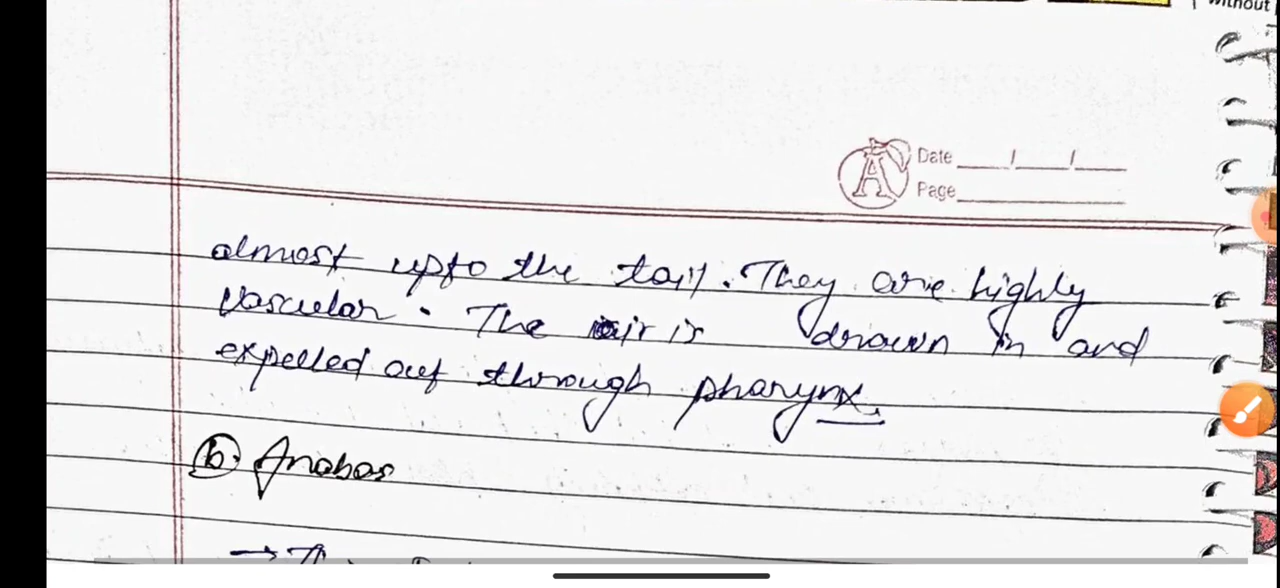 without
Date / /
Page
almost upto the tail. They are highly
vascular. The air is drawn in and
expelled out through pharynx.
(b) Anabas
→